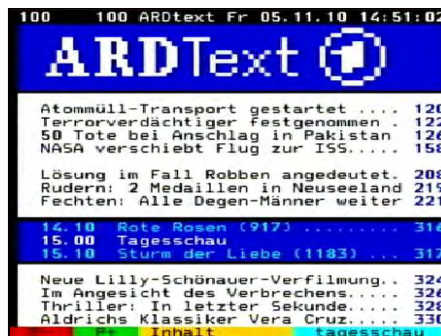 100 100 ARDtext Fr 05.11.10 14:51:02
ARDText 1
Atommüll-Transport gestartet .... 120
Terrorverdächtiger festgenommen . 122
50 Tote bei Anschlag in Pakistan 126
NASA verschiebt Flug zur ISS..... 158
Lösung im Fall Robben angedeutet. 208
Rudern: 2 Medaillen in Neuseeland 219
Fechten: Alle Degen-Männer weiter 221
14.10 Rote Rosen (917) .......... 316
15.00 Tagesschau
15.10 Sturm der Liebe (1183) ... 312
Neue Lilly-Schönauer-Verfilmung.. 324
Im Angesicht des Verbrechens.... 326
Thriller: In letzter Sekunde.... 328
Aldrichs Klassiker Vera Cruz.... 330
P- P+ Inhalt tagesschau